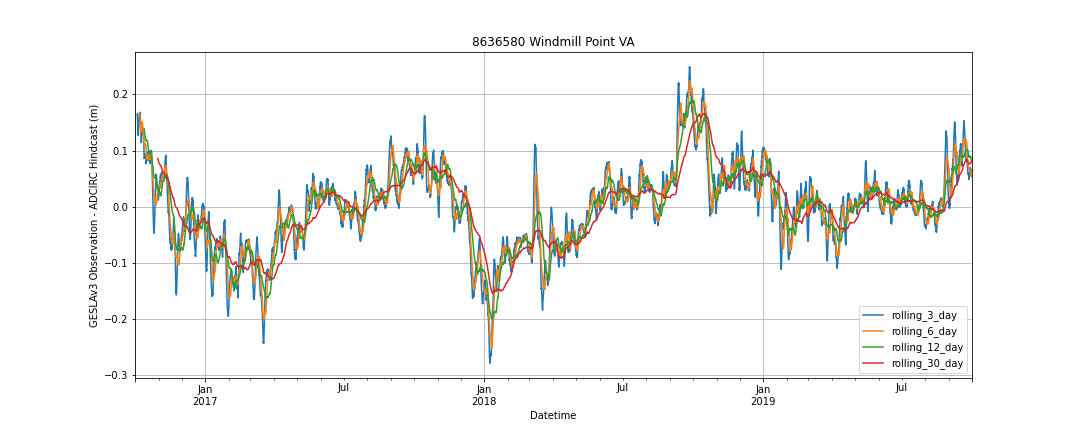 8636580 Windmill Point VA
GESLAv3 Observation - ADCIRC Hindcast (m)
0.2
0.1
0.0
−0.1
−0.2
−0.3
Jan
2017
Jul
Jan
2018
Jul
Jan
2019
Jul
Datetime
rolling_3_day
rolling_6_day
rolling_12_day
rolling_30_day